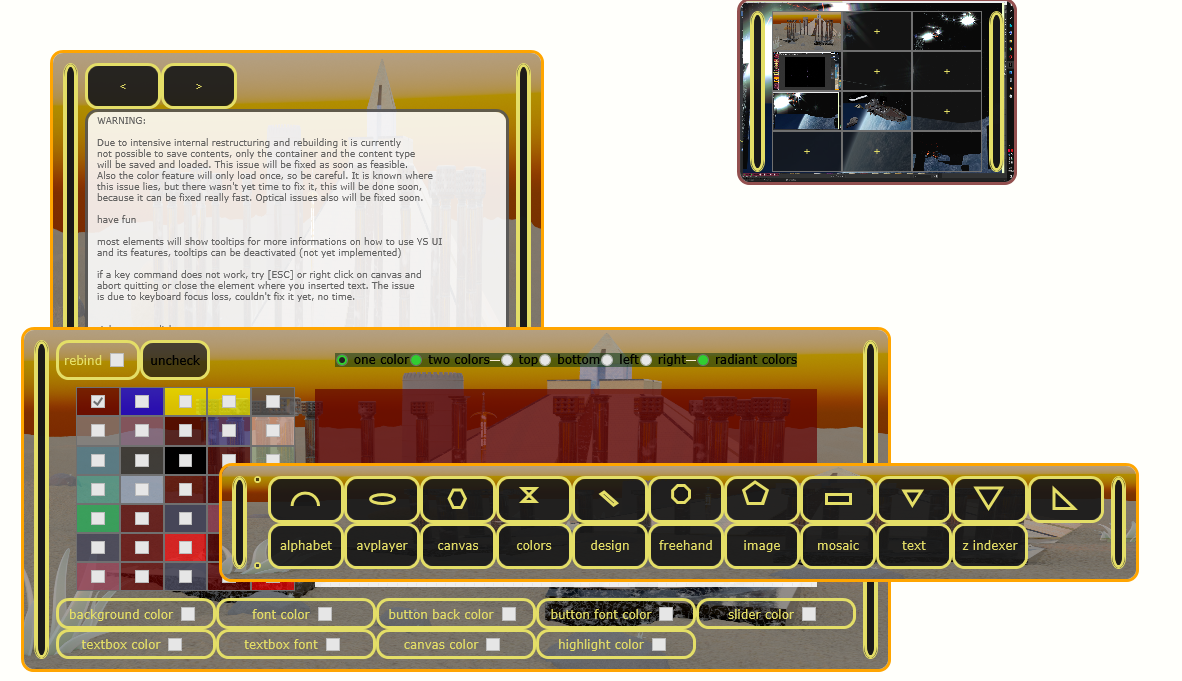 < >
WARNING:
Due to intensive internal restructuring and rebuilding it is currently
not possible to save contents, only the container and the content type
will be saved and loaded. This issue will be fixed as soon as feasible.
Also the color feature will only load once, so be careful. It is known where
this issue lies, but there wasn't yet time to fix it, this will be done soon,
because it can be fixed really fast. Optical issues also will be fixed soon.
have fun
most elements will show tooltips for more informations on how to use YS UI
and its features, tooltips can be deactivated (not yet implemented)
if a key command does not work, try [ESC] or right click on canvas and
abort quitting or close the element where you inserted text. The issue
is due to keyboard focus loss, couldn't fix it yet, no time.
+
+ +
+
+ + +
rebind uncheck one color two colors— top bottom left right— radiant colors
alphabet avplayer canvas colors design freehand image mosaic text z indexer
background color font color button back color button font color slider color
textbox color textbox font canvas color highlight color